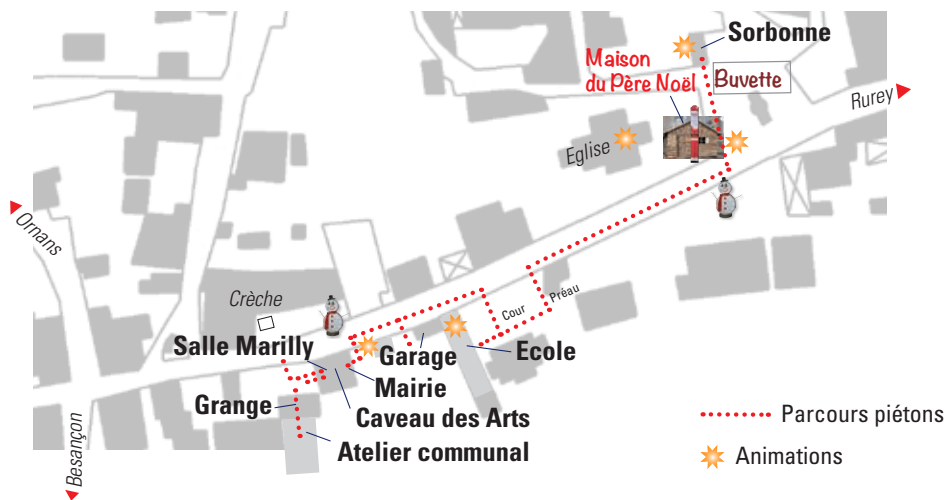 Sorbonne
Maison
du Père Noël
Buvette
Rurey
Eglise
Ornans
Crèche
Cour
Préau
Salle Marilly
Garage
Ecole
Mairie
Grange
Caveau des Arts
Atelier communal
Besançon
Parcours piétons
Animations